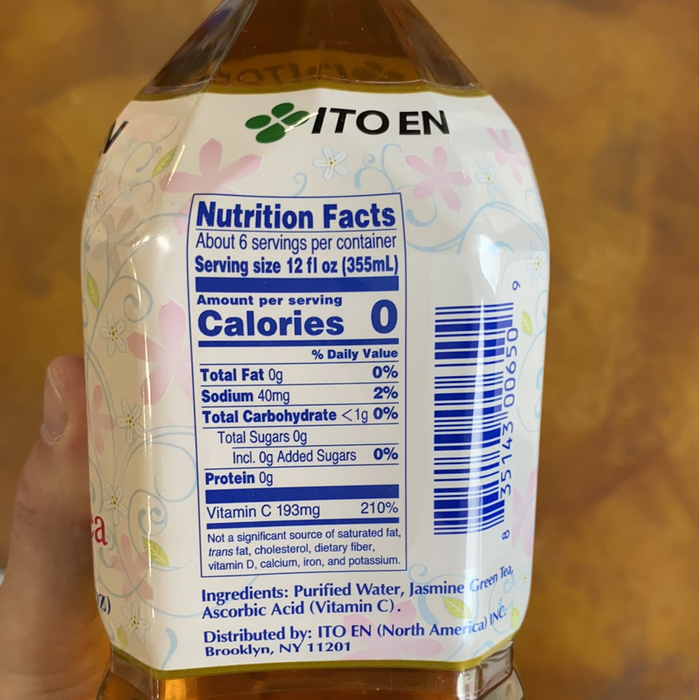 ITO EN
Nutrition Facts
About 6 servings per container
Serving size 12 fl oz (355mL)
Amount per serving
Calories 0
% Daily Value
Total Fat 0g 0%
Sodium 40mg 2%
Total Carbohydrate <1g 0%
Total Sugars 0g
Incl. 0g Added Sugars 0%
Protein 0g
Vitamin C 193mg 210%
Not a significant source of saturated fat,
trans fat, cholesterol, dietary fiber,
vitamin D, calcium, iron, and potassium.
Ingredients: Purified Water, Jasmine Green Tea,
Ascorbic Acid (Vitamin C).
Distributed by: ITO EN (North America) INC.
Brooklyn, NY 11201
8 35143 00650 9